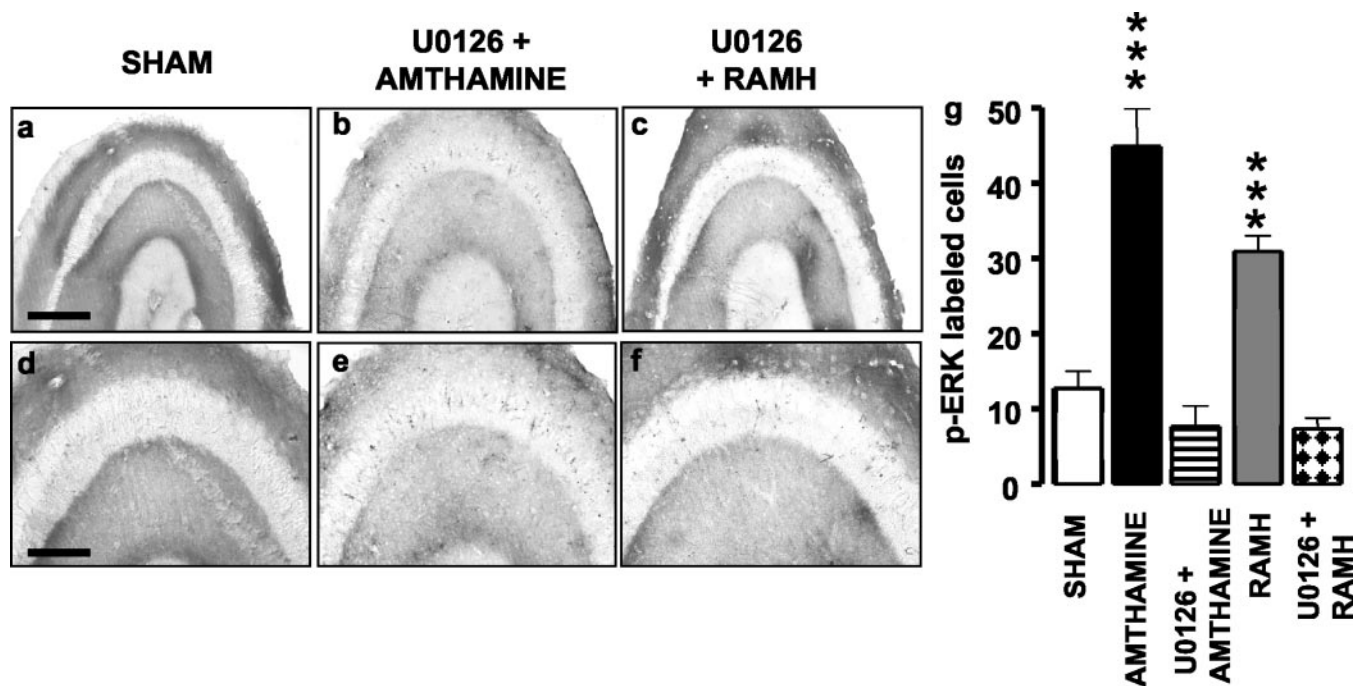 SHAM
U0126 +
AMTHAMINE
U0126
+ RAMH
a
b
c
d
e
f
g
***
***
p-ERK labeled cells
50
40
30
20
10
0
SHAM
AMTHAMINE
U0126 +
AMTHAMINE
RAMH
U0126 +
RAMH